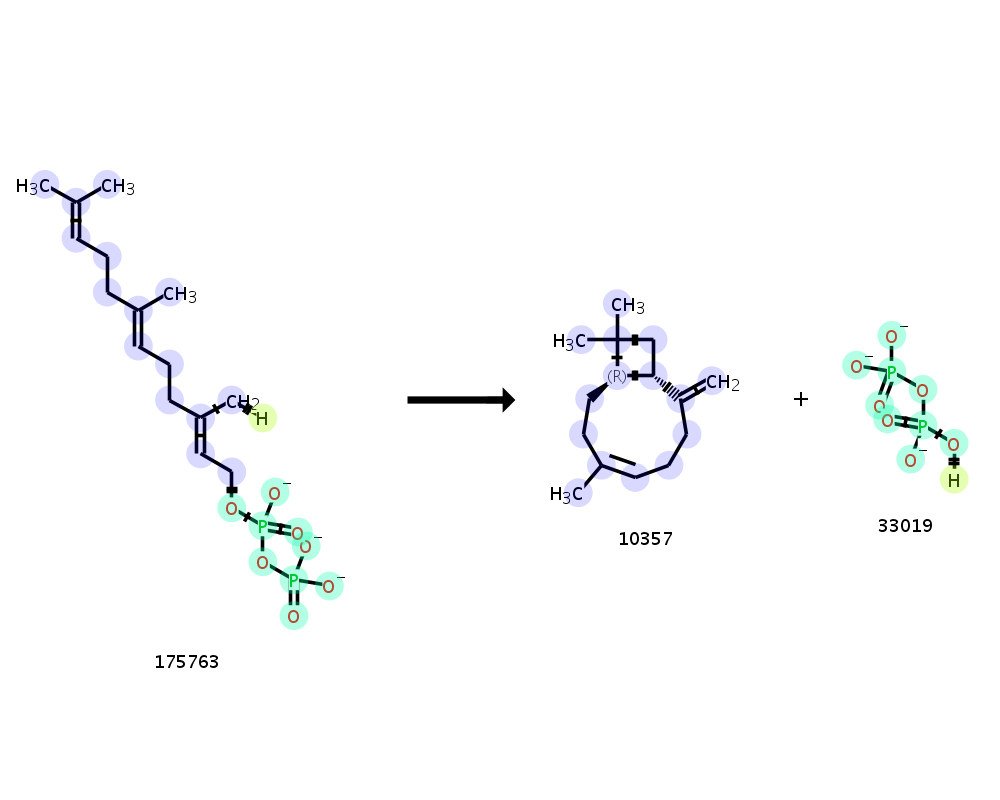 H3C CH3
CH3
CH2
H
O O−
P O
O O−
P O−
O
175763
CH3
H3C
(R)
CH2
H3C
10357
+
O−
O− P
O O
O P
O− O
H
33019